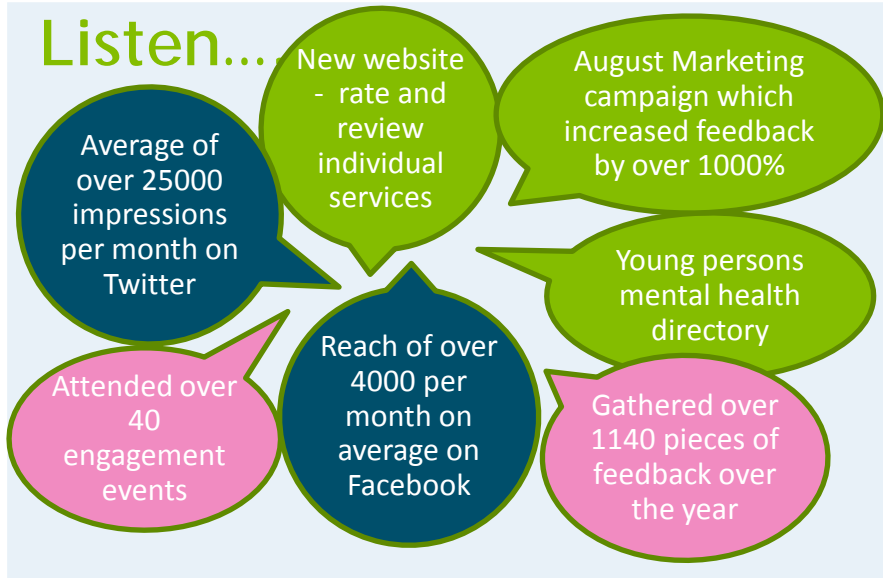 Listen.....
New website
- rate and
review
individual
services
August Marketing
campaign which
increased feedback
by over 1000%
Average of
over 25000
impressions
per month on
Twitter
Young persons
mental health
directory
Reach of over
4000 per
month on
average on
Facebook
Attended over
40
engagement
events
Gathered over
1140 pieces of
feedback over
the year